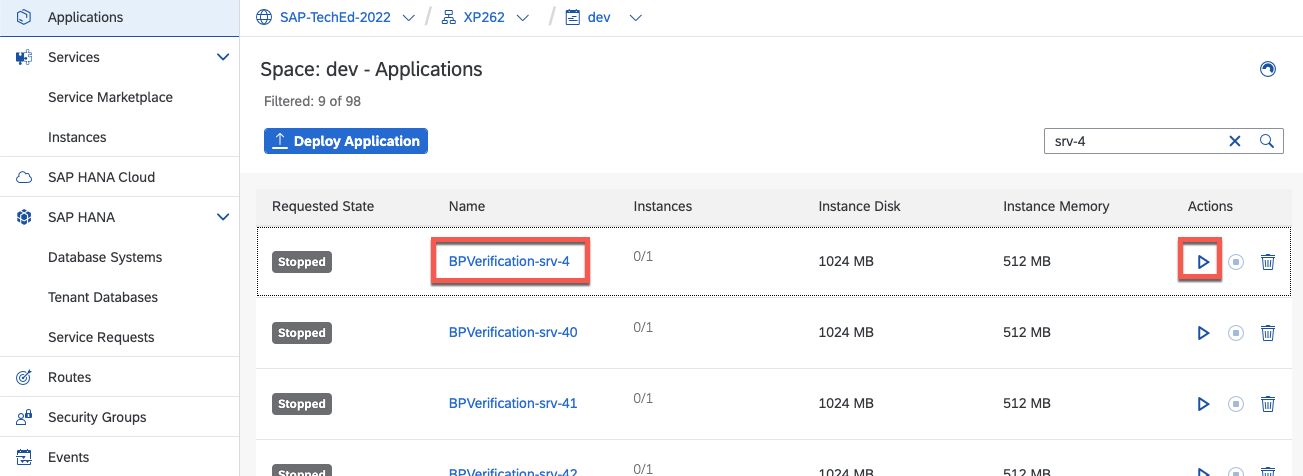 Applications
Services
Service Marketplace
Instances
SAP HANA Cloud
SAP HANA
Database Systems
Tenant Databases
Service Requests
Routes
Security Groups
Events
SAP-TechEd-2022 / XP262 / dev
Space: dev - Applications
Filtered: 9 of 98
Deploy Application
srv-4
Requested State Name Instances Instance Disk Instance Memory Actions
Stopped BPVerification-srv-4 0/1 1024 MB 512 MB
Stopped BPVerification-srv-40 0/1 1024 MB 512 MB
Stopped BPVerification-srv-41 0/1 1024 MB 512 MB
Stopped BPVerification-srv-42 0/1 1024 MB 512 MB